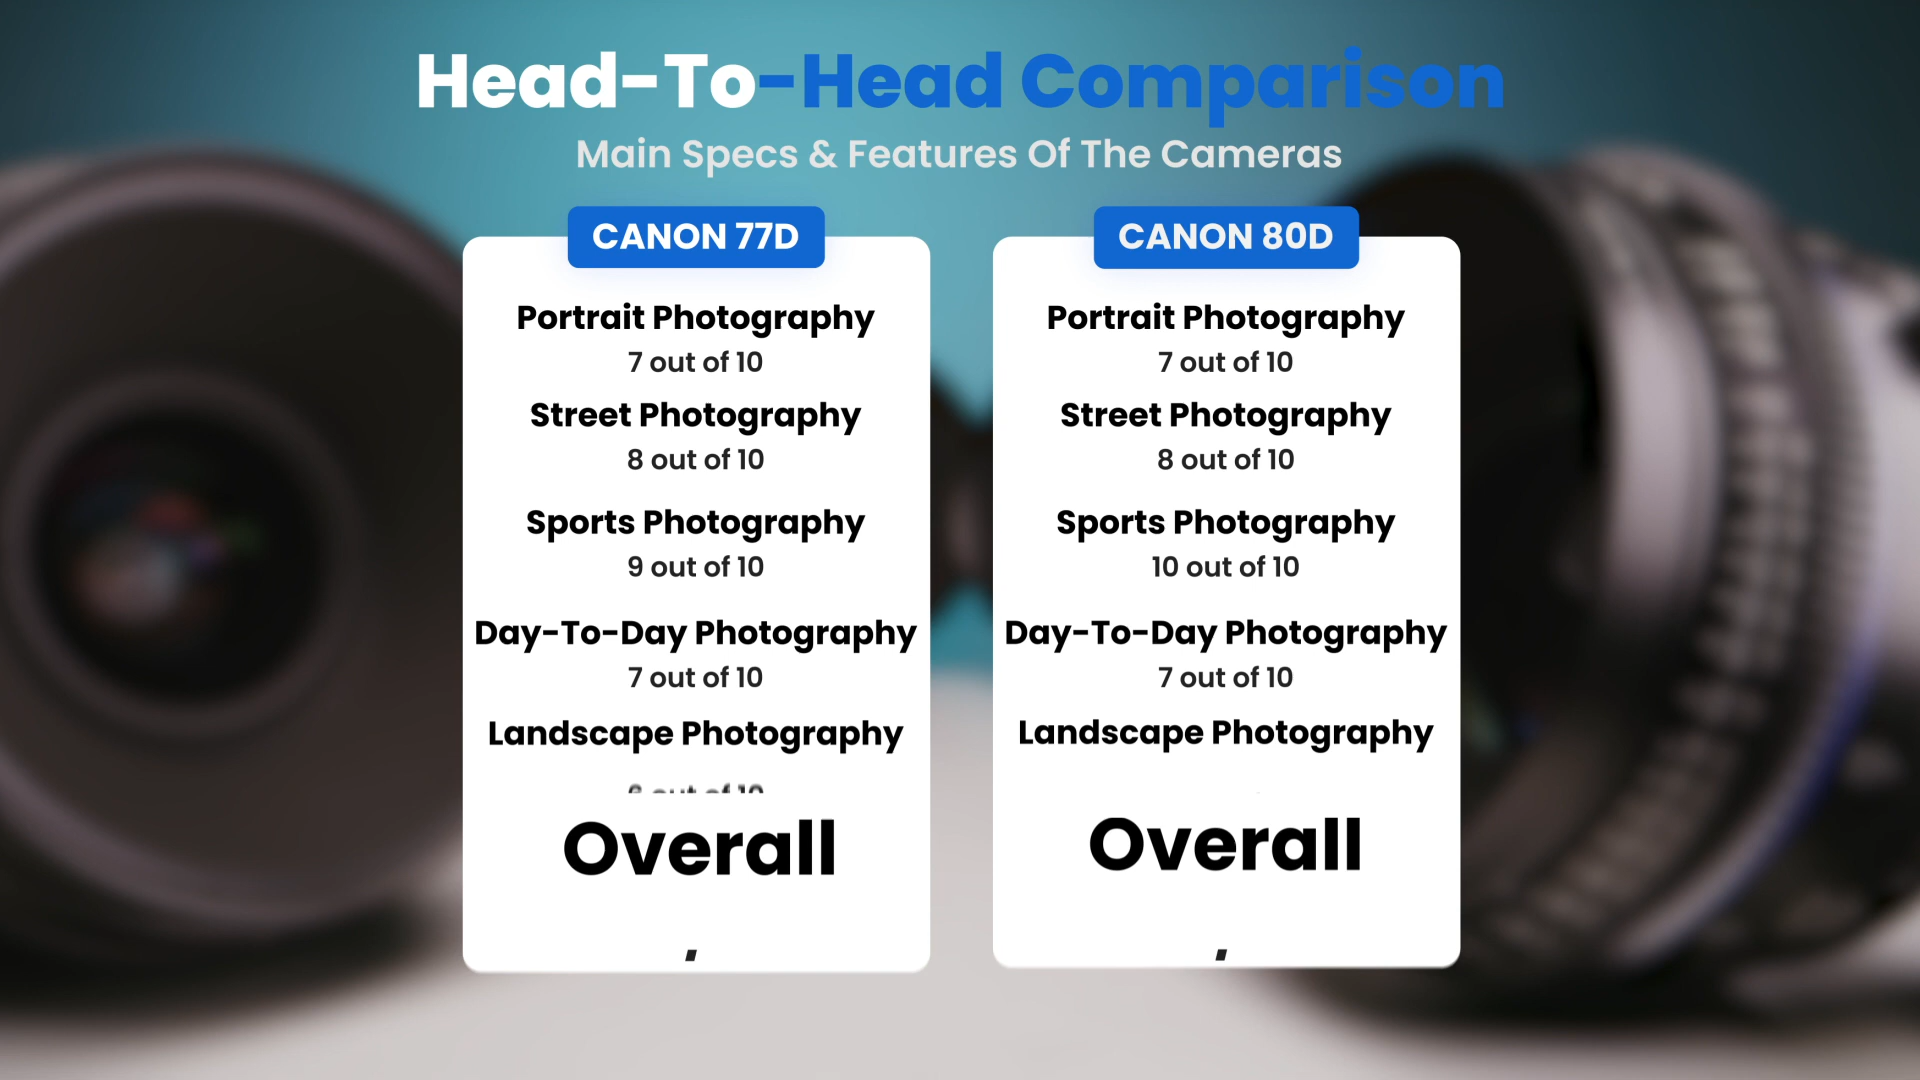 Head-To-Head Comparison
Main Specs & Features Of The Cameras
CANON 77D
Portrait Photography
7 out of 10
Street Photography
8 out of 10
Sports Photography
9 out of 10
Day-To-Day Photography
7 out of 10
Landscape Photography
out of 10
Overall
CANON 80D
Portrait Photography
7 out of 10
Street Photography
8 out of 10
Sports Photography
10 out of 10
Day-To-Day Photography
7 out of 10
Landscape Photography
Overall